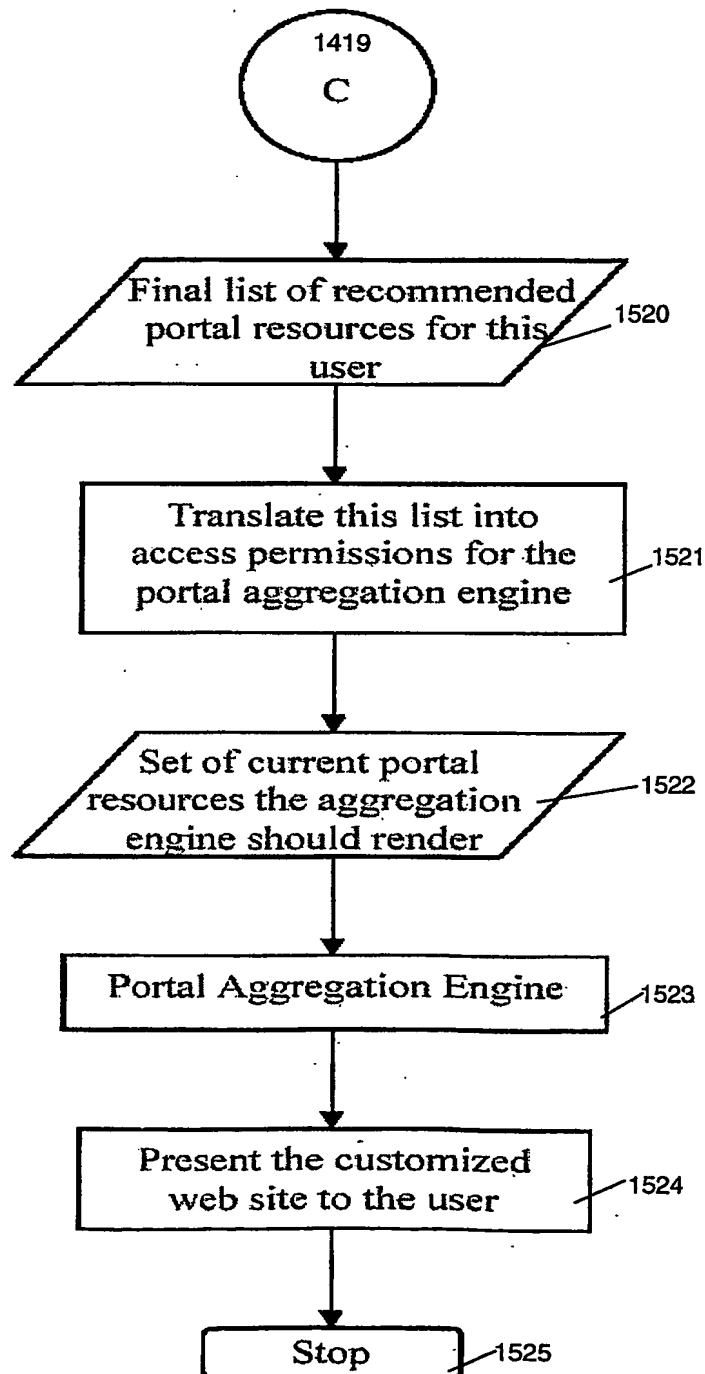 1419
C
Final list of recommended
portal resources for this
user
1520
Translate this list into
access permissions for the
portal aggregation engine
1521
Set of current portal
resources the aggregation
engine should render
1522
Portal Aggregation Engine
1523
Present the customized
web site to the user
1524
Stop
1525